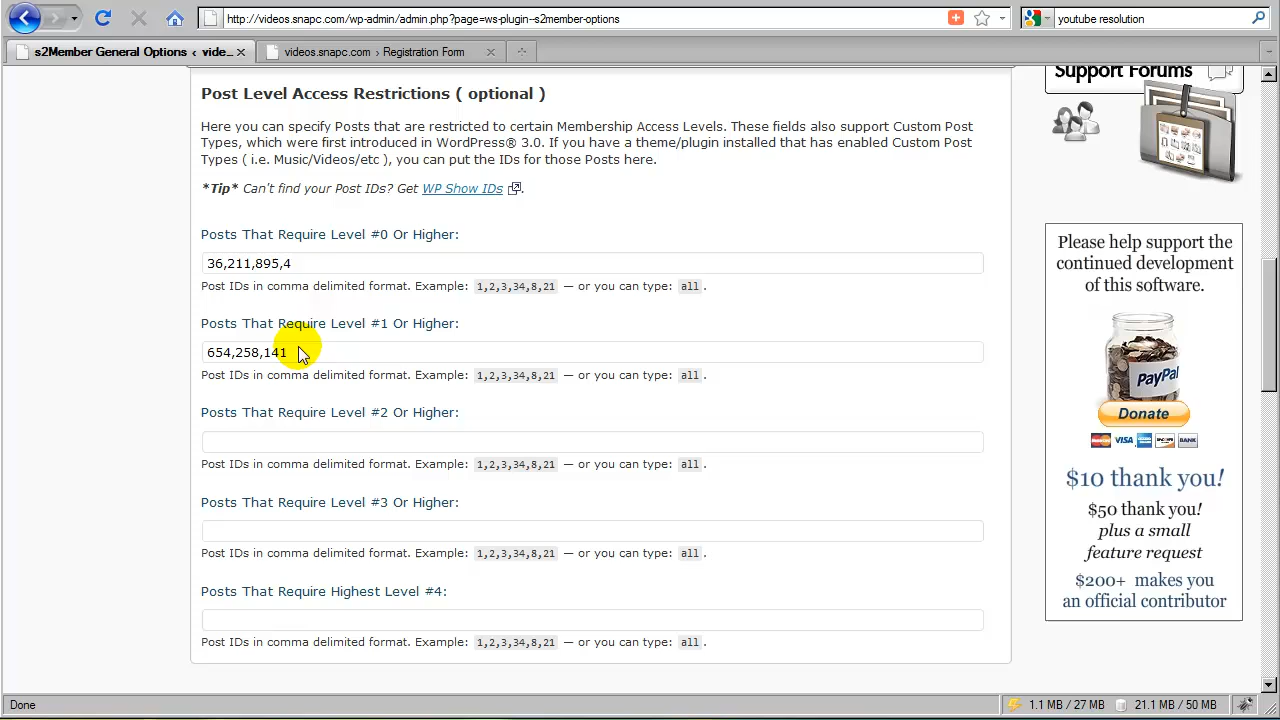 http://videos.snapc.com/wp-admin/admin.php?page=ws-plugin--s2member-options
youtube resolution
s2Member General Options ‹ vide...
videos.snapc.com › Registration Form
Post Level Access Restrictions ( optional )
Here you can specify Posts that are restricted to certain Membership Access Levels. These fields also support Custom Post
Types, which were first introduced in WordPress® 3.0. If you have a theme/plugin installed that has enabled Custom Post
Types ( i.e. Music/Videos/etc ), you can put the IDs for those Posts here.
*Tip* Can't find your Post IDs? Get WP Show IDs .
Posts That Require Level #0 Or Higher:
36,211,895,4
Post IDs in comma delimited format. Example: 1,2,3,34,8,21 — or you can type: all .
Posts That Require Level #1 Or Higher:
654,258,141
Post IDs in comma delimited format. Example: 1,2,3,34,8,21 — or you can type: all .
Posts That Require Level #2 Or Higher:
Post IDs in comma delimited format. Example: 1,2,3,34,8,21 — or you can type: all .
Posts That Require Level #3 Or Higher:
Post IDs in comma delimited format. Example: 1,2,3,34,8,21 — or you can type: all .
Posts That Require Highest Level #4:
Post IDs in comma delimited format. Example: 1,2,3,34,8,21 — or you can type: all .
Support Forums
Please help support the
continued development
of this software.
PayPal
Donate
VISA
BANK
$10 thank you!
$50 thank you!
plus a small
feature request
$200+ makes you
an official contributor
Done
1.1 MB / 27 MB
21.1 MB / 50 MB